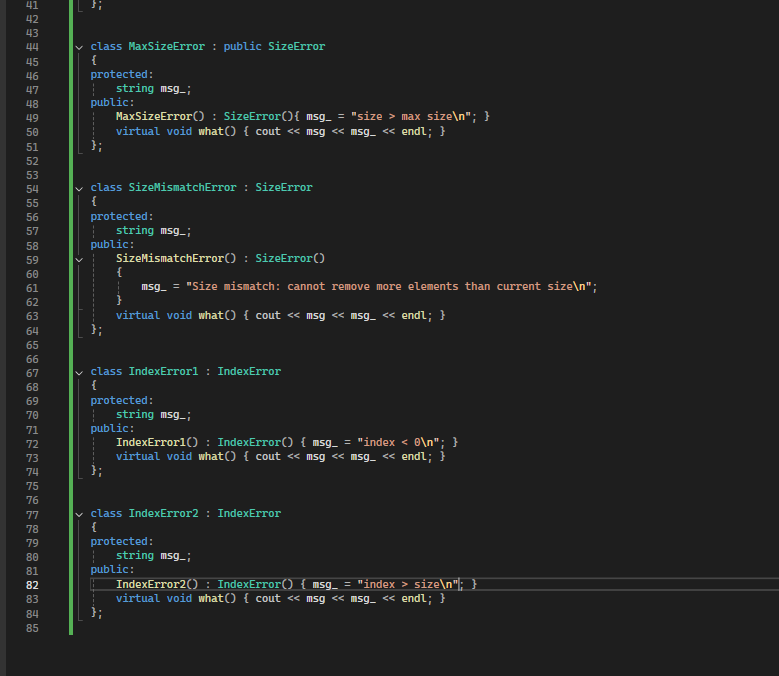 41 };
42
43
44 class MaxSizeError : public SizeError
45 {
46 protected:
47     string msg_;
48 public:
49     MaxSizeError() : SizeError(){ msg_ = "size > max size\n"; }
50     virtual void what() { cout << msg << msg_ << endl; }
51 };
52
53
54 class SizeMismatchError : SizeError
55 {
56 protected:
57     string msg_;
58 public:
59     SizeMismatchError() : SizeError()
60     {
61         msg_ = "Size mismatch: cannot remove more elements than current size\n";
62     }
63     virtual void what() { cout << msg << msg_ << endl; }
64 };
65
66
67 class IndexError1 : IndexError
68 {
69 protected:
70     string msg_;
71 public:
72     IndexError1() : IndexError() { msg_ = "index < 0\n"; }
73     virtual void what() { cout << msg << msg_ << endl; }
74 };
75
76
77 class IndexError2 : IndexError
78 {
79 protected:
80     string msg_;
81 public:
82     IndexError2() : IndexError() { msg_ = "index > size\n"; }
83     virtual void what() { cout << msg << msg_ << endl; }
84 };
85